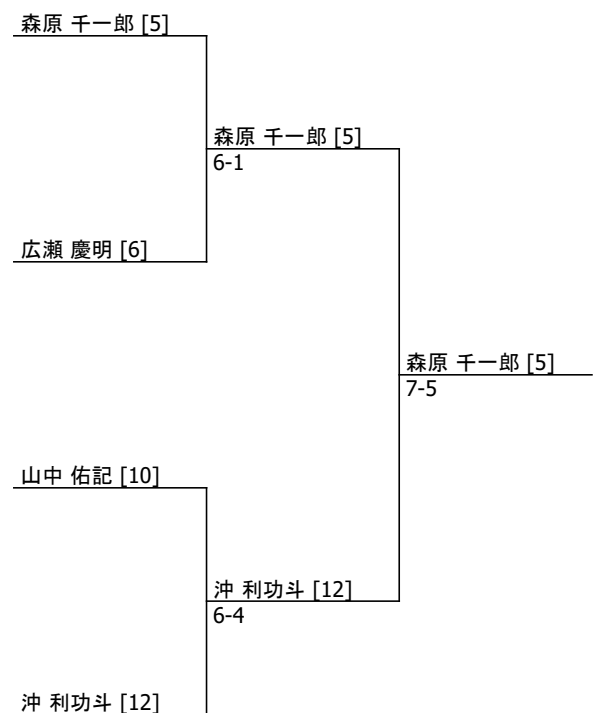 森原 千一郎 [5]
森原 千一郎 [5]
6-1
広瀬 慶明 [6]
森原 千一郎 [5]
7-5
山中 佑記 [10]
沖 利功斗 [12]
6-4
沖 利功斗 [12]